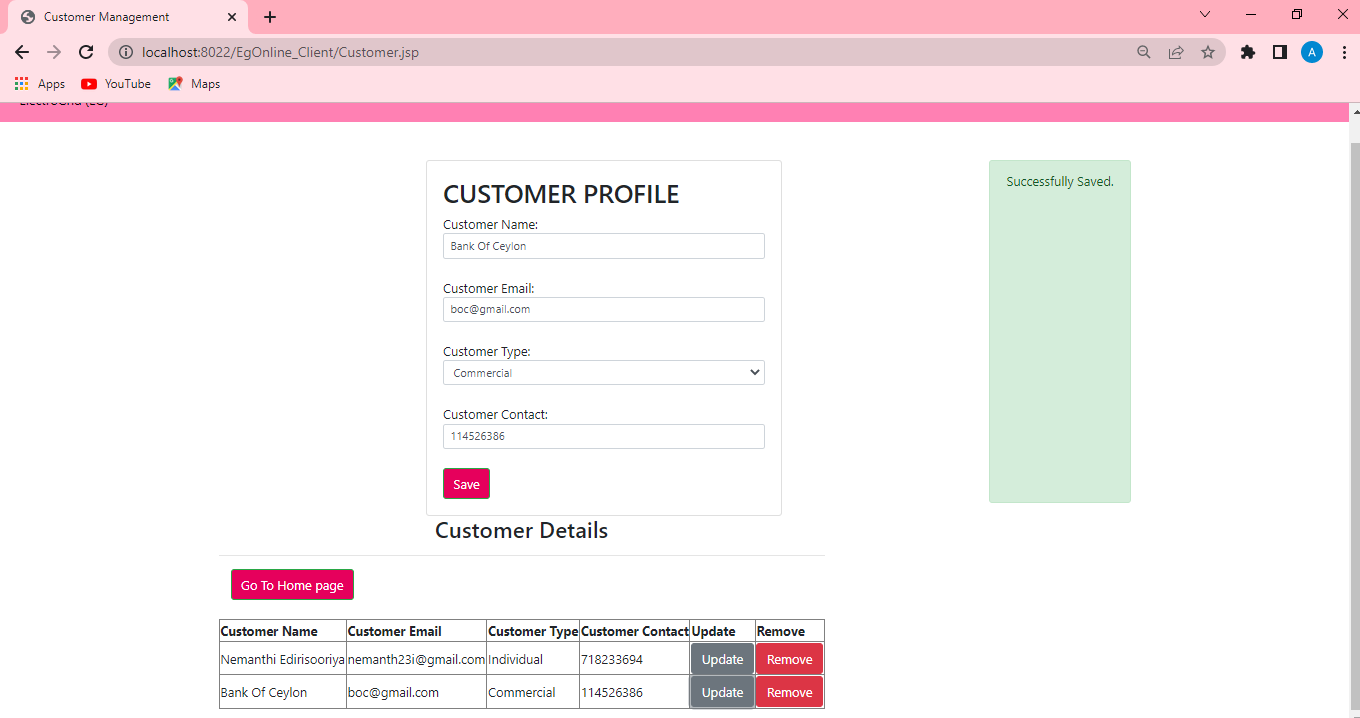 Customer Management
localhost:8022/EgOnline_Client/Customer.jsp
A
Apps YouTube Maps
ElectroGrid (EG)
CUSTOMER PROFILE
Successfully Saved.
Customer Name:
Bank Of Ceylon
Customer Email:
boc@gmail.com
Customer Type:
Commercial
Customer Contact:
114526386
Save
Customer Details
Go To Home page
Customer Name Customer Email Customer Type Customer Contact Update Remove
Nemanthi Edirisooriya nemanth23i@gmail.com Individual 718233694 Update Remove
Bank Of Ceylon boc@gmail.com Commercial 114526386 Update Remove